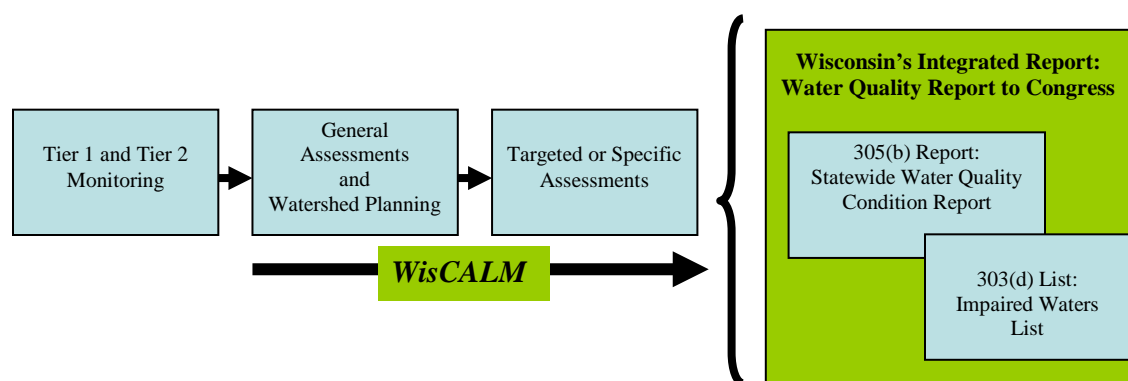 Tier 1 and Tier 2
Monitoring
General
Assessments
and
Watershed Planning
Targeted or Specific
Assessments
WisCALM
Wisconsin's Integrated Report:
Water Quality Report to Congress
305(b) Report:
Statewide Water Quality
Condition Report
303(d) List:
Impaired Waters
List